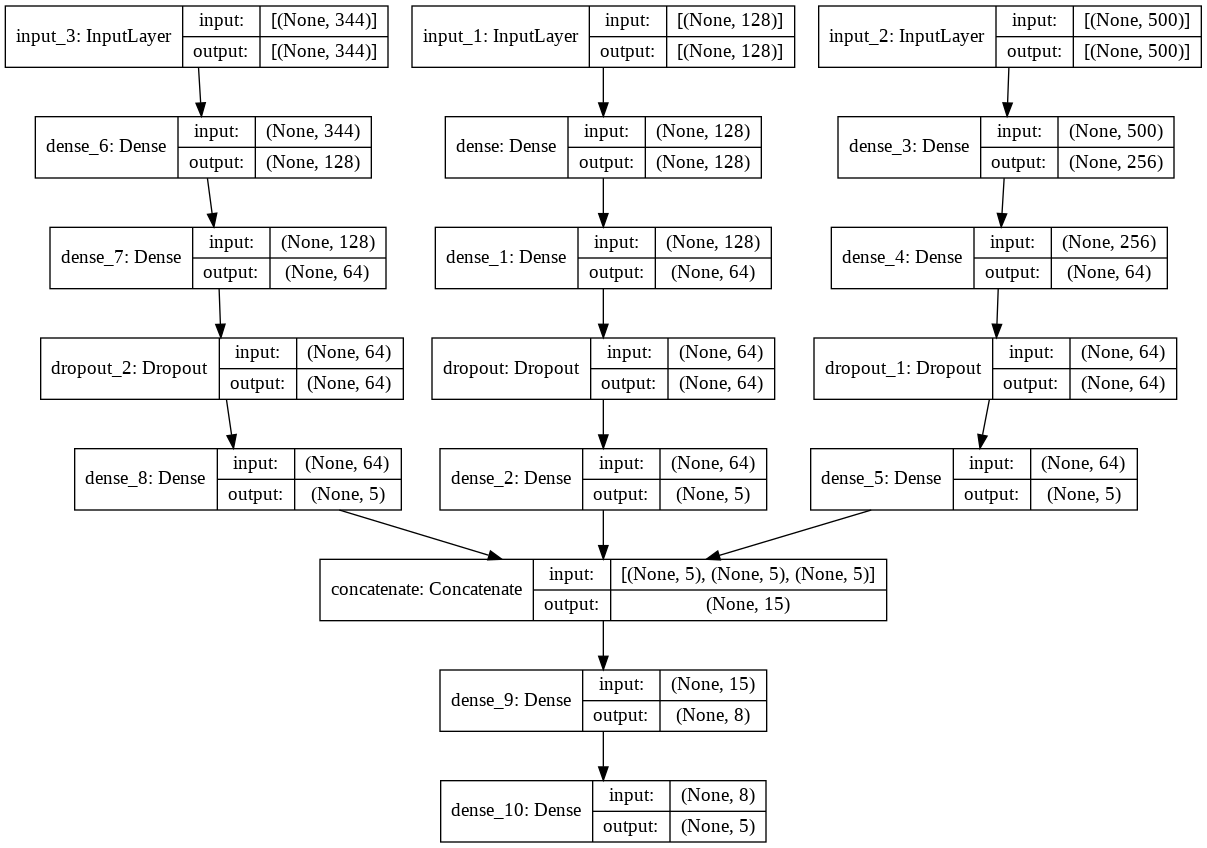 input_3: InputLayer input: [(None, 344)] output: [(None, 344)]
input_1: InputLayer input: [(None, 128)] output: [(None, 128)]
input_2: InputLayer input: [(None, 500)] output: [(None, 500)]
dense_6: Dense input: (None, 344) output: (None, 128)
dense: Dense input: (None, 128) output: (None, 128)
dense_3: Dense input: (None, 500) output: (None, 256)
dense_7: Dense input: (None, 128) output: (None, 64)
dense_1: Dense input: (None, 128) output: (None, 64)
dense_4: Dense input: (None, 256) output: (None, 64)
dropout_2: Dropout input: (None, 64) output: (None, 64)
dropout: Dropout input: (None, 64) output: (None, 64)
dropout_1: Dropout input: (None, 64) output: (None, 64)
dense_8: Dense input: (None, 64) output: (None, 5)
dense_2: Dense input: (None, 64) output: (None, 5)
dense_5: Dense input: (None, 64) output: (None, 5)
concatenate: Concatenate input: [(None, 5), (None, 5), (None, 5)] output: (None, 15)
dense_9: Dense input: (None, 15) output: (None, 8)
dense_10: Dense input: (None, 8) output: (None, 5)